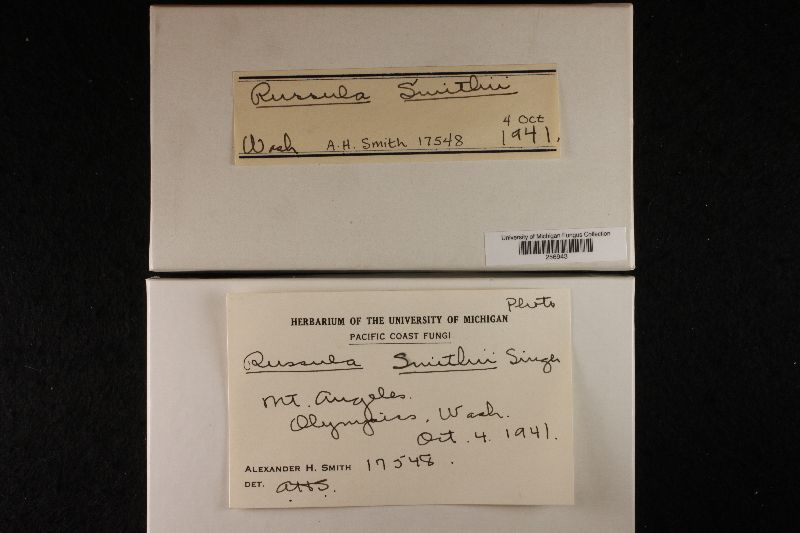 Russula Smithii
4 Oct
Wash A.H. Smith 17548 1941.
University of Michigan Fungus Collection
256943
Photo
HERBARIUM OF THE UNIVERSITY OF MICHIGAN
PACIFIC COAST FUNGI
Russula Smithii Singer
Mt. Angeles.
Olympics, Wash.
Oct. 4. 1941.
ALEXANDER H. SMITH 17548.
DET. AHS.